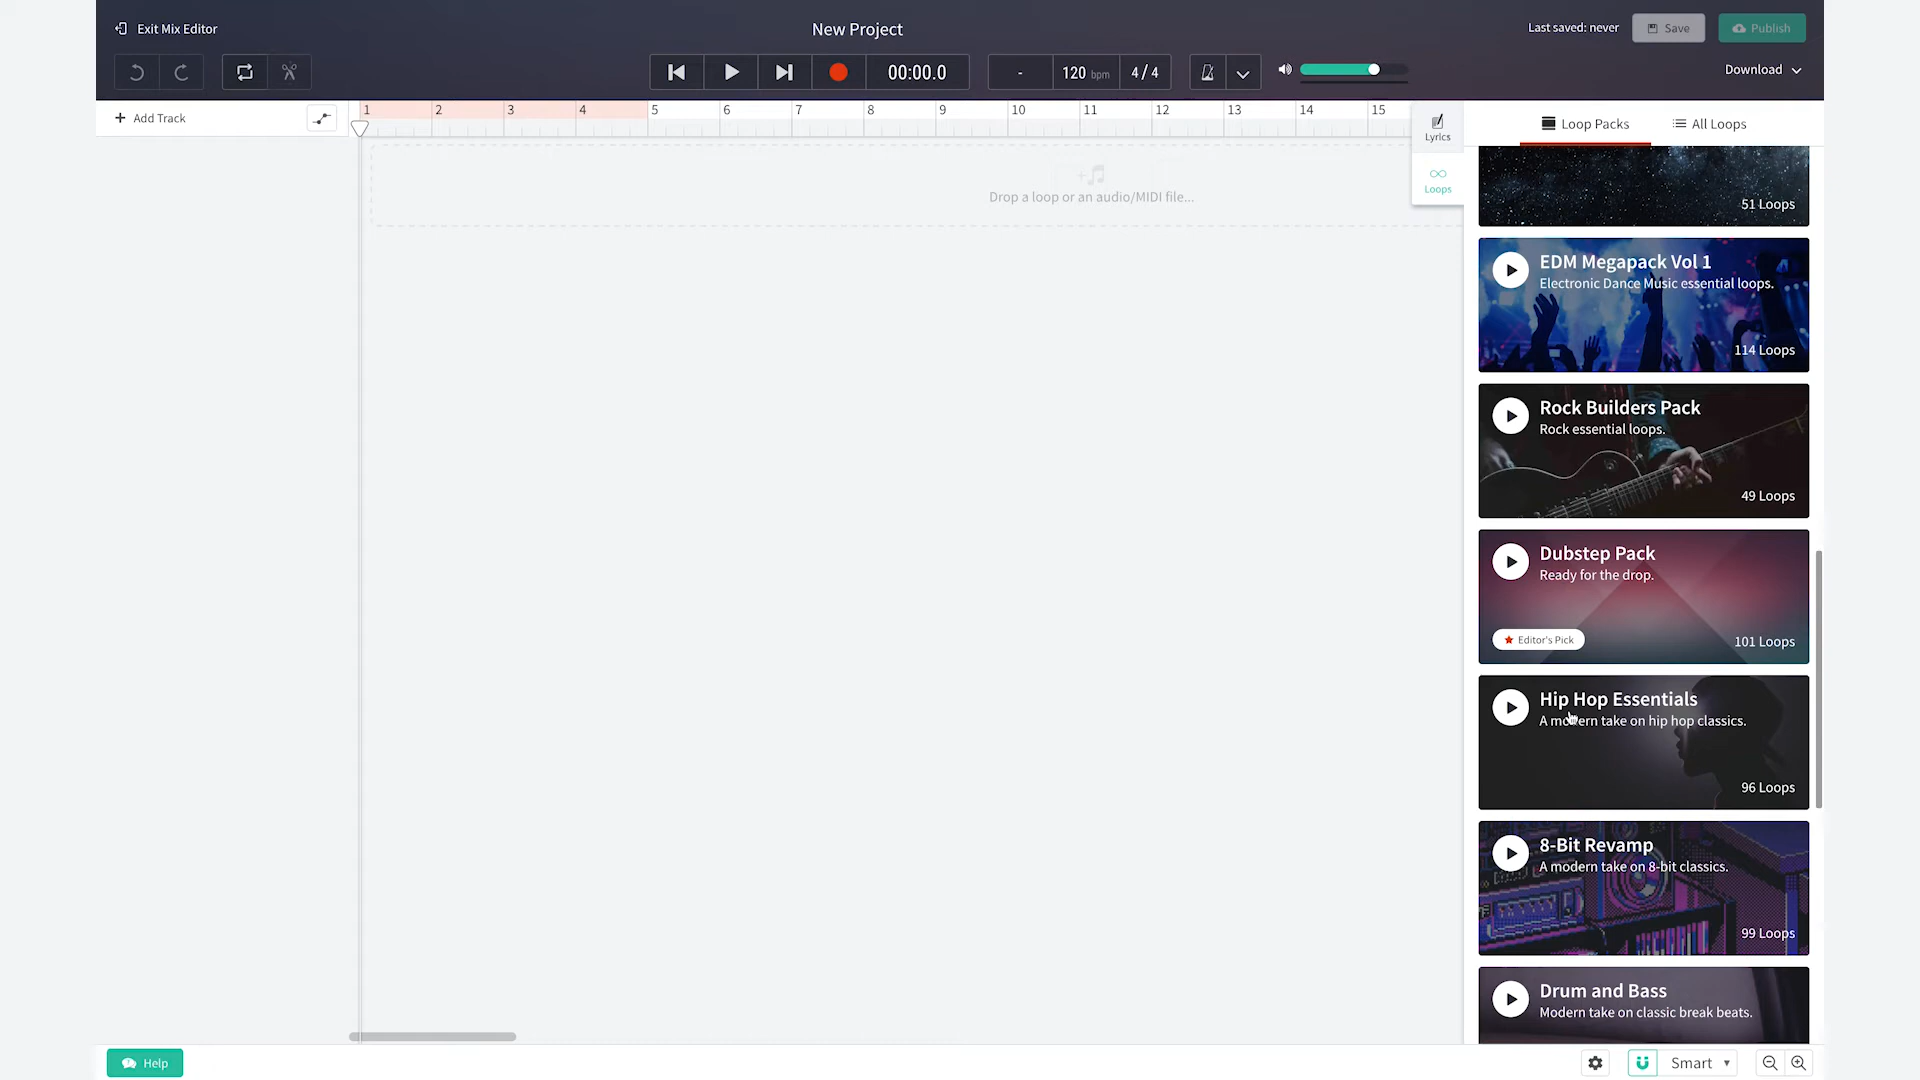 Exit Mix Editor
New Project
Last saved: never
Save
Publish
00:00.0
-
120 bpm
4 / 4
Download
Add Track
1 2 3 4 5 6 7 8 9 10 11 12 13 14 15
Lyrics
Loops
Drop a loop or an audio/MIDI file...
Loop Packs
All Loops
51 Loops
EDM Megapack Vol 1
Electronic Dance Music essential loops.
114 Loops
Rock Builders Pack
Rock essential loops.
49 Loops
Dubstep Pack
Ready for the drop.
Editor's Pick
101 Loops
Hip Hop Essentials
A modern take on hip hop classics.
96 Loops
8-Bit Revamp
A modern take on 8-bit classics.
99 Loops
Drum and Bass
Modern take on classic break beats.
Help
Smart